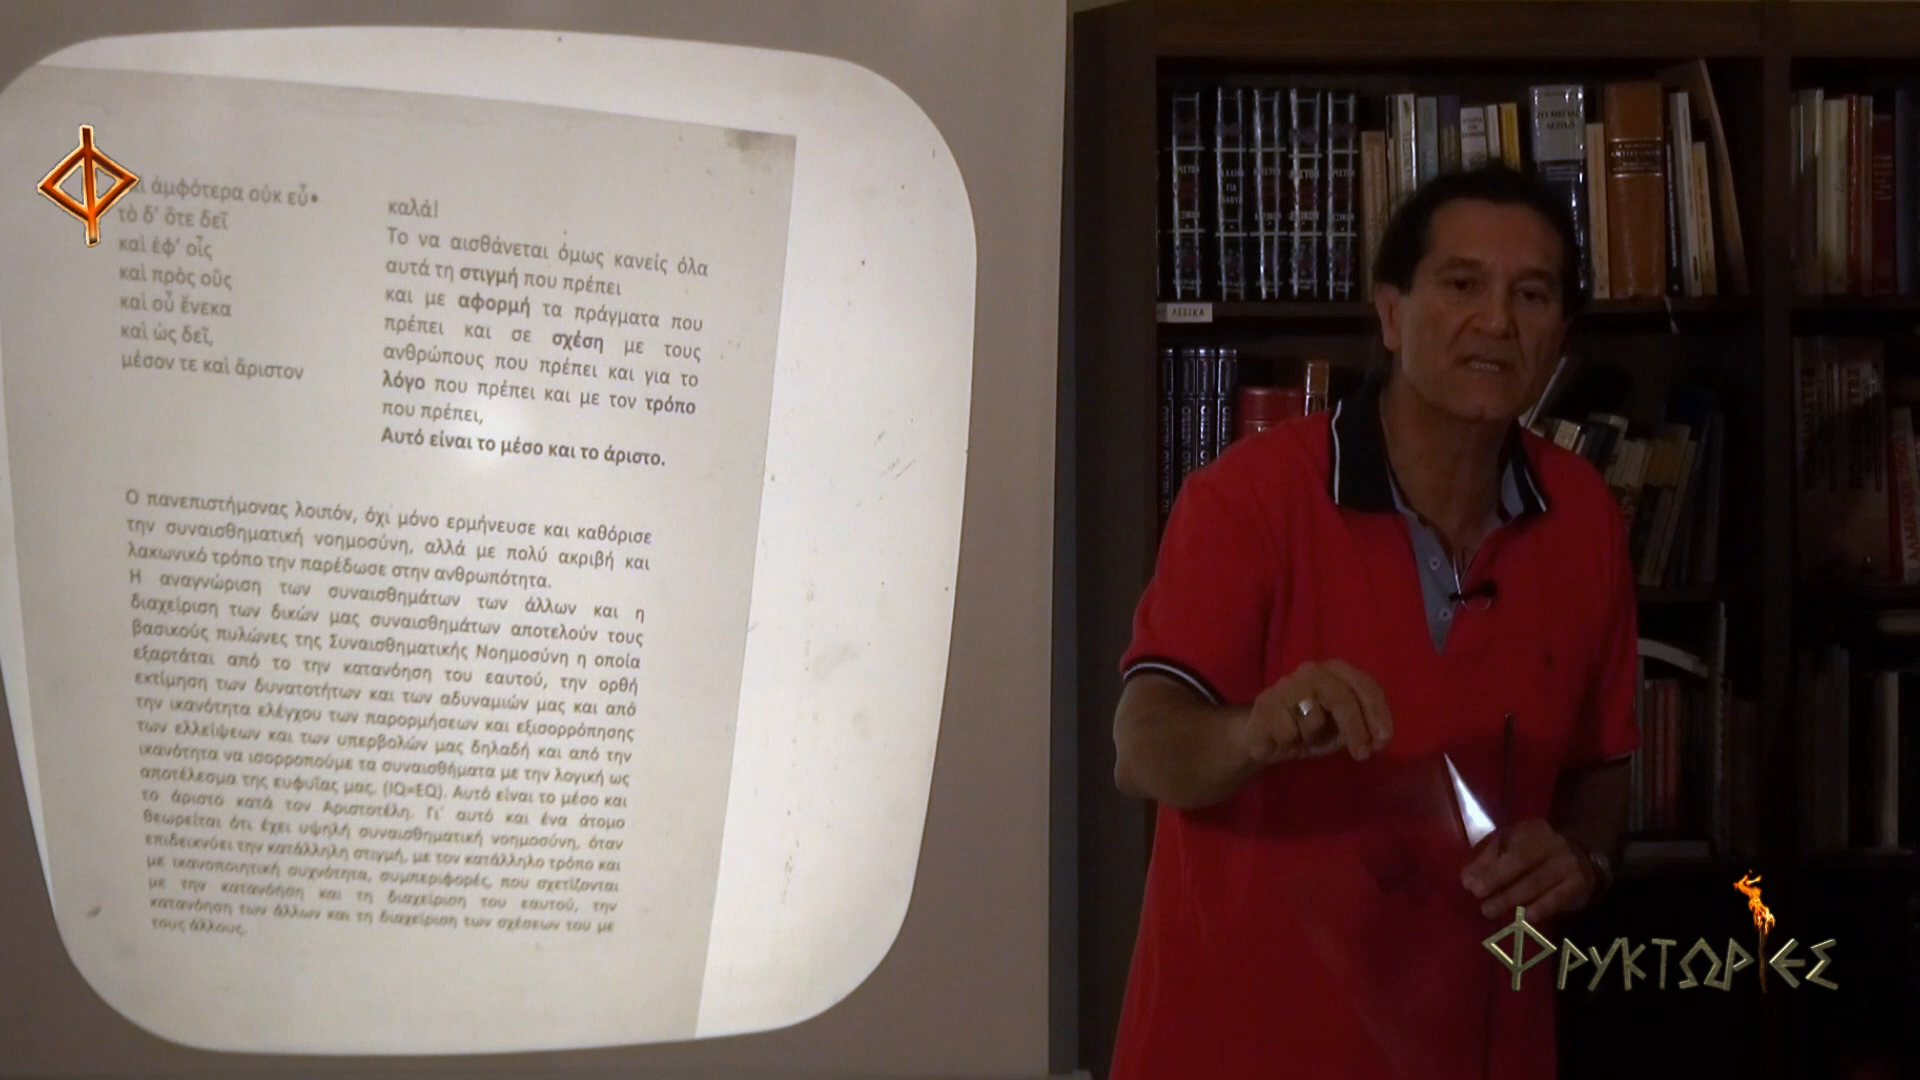 καὶ ἀμφότερα οὐκ εὖ•
τὸ δ' ὅτε δεῖ
καὶ ἐφ' οἷς
καὶ πρὸς οὓς
καὶ οὗ ἕνεκα
καὶ ὡς δεῖ,
μέσον τε καὶ ἄριστον
καλά!
Το να αισθάνεται όμως κανείς όλα
αυτά τη στιγμή που πρέπει
και με αφορμή τα πράγματα που
πρέπει και σε σχέση με τους
ανθρώπους που πρέπει και για το
λόγο που πρέπει και με τον τρόπο
που πρέπει,
Αυτό είναι το μέσο και το άριστο.
Ο πανεπιστήμονας λοιπόν, όχι μόνο ερμήνευσε και καθόρισε
την συναισθηματική νοημοσύνη, αλλά με πολύ ακριβή και
λακωνικό τρόπο την παρέδωσε στην ανθρωπότητα.
Η αναγνώριση των συναισθημάτων των άλλων και η
διαχείριση των δικών μας συναισθημάτων αποτελούν τους
βασικούς πυλώνες της Συναισθηματικής Νοημοσύνη η οποία
εξαρτάται από το την κατανόηση του εαυτού, την ορθή
εκτίμηση των δυνατοτήτων και των αδυναμιών μας και από
την ικανότητα ελέγχου των παρορμήσεων και εξισορρόπησης
των ελλείψεων και των υπερβολών μας δηλαδή και από την
ικανότητα να ισορροπούμε τα συναισθήματα με την λογική ως
αποτέλεσμα της ευφυΐας μας. (IQ=EQ). Αυτό είναι το μέσο και
το άριστο κατά τον Αριστοτέλη. Γι' αυτό και ένα άτομο
θεωρείται ότι έχει υψηλή συναισθηματική νοημοσύνη, όταν
επιδεικνύει την κατάλληλη στιγμή, με τον κατάλληλο τρόπο και
με ικανοποιητική συχνότητα, συμπεριφορές, που σχετίζονται
με την κατανόηση και τη διαχείριση του εαυτού, την
κατανόηση των άλλων και τη διαχείριση των σχέσεων του με
τους άλλους.
ΛΕΞΙΚΑ
ΦΡΥΚΤΩΡΙΕΣ